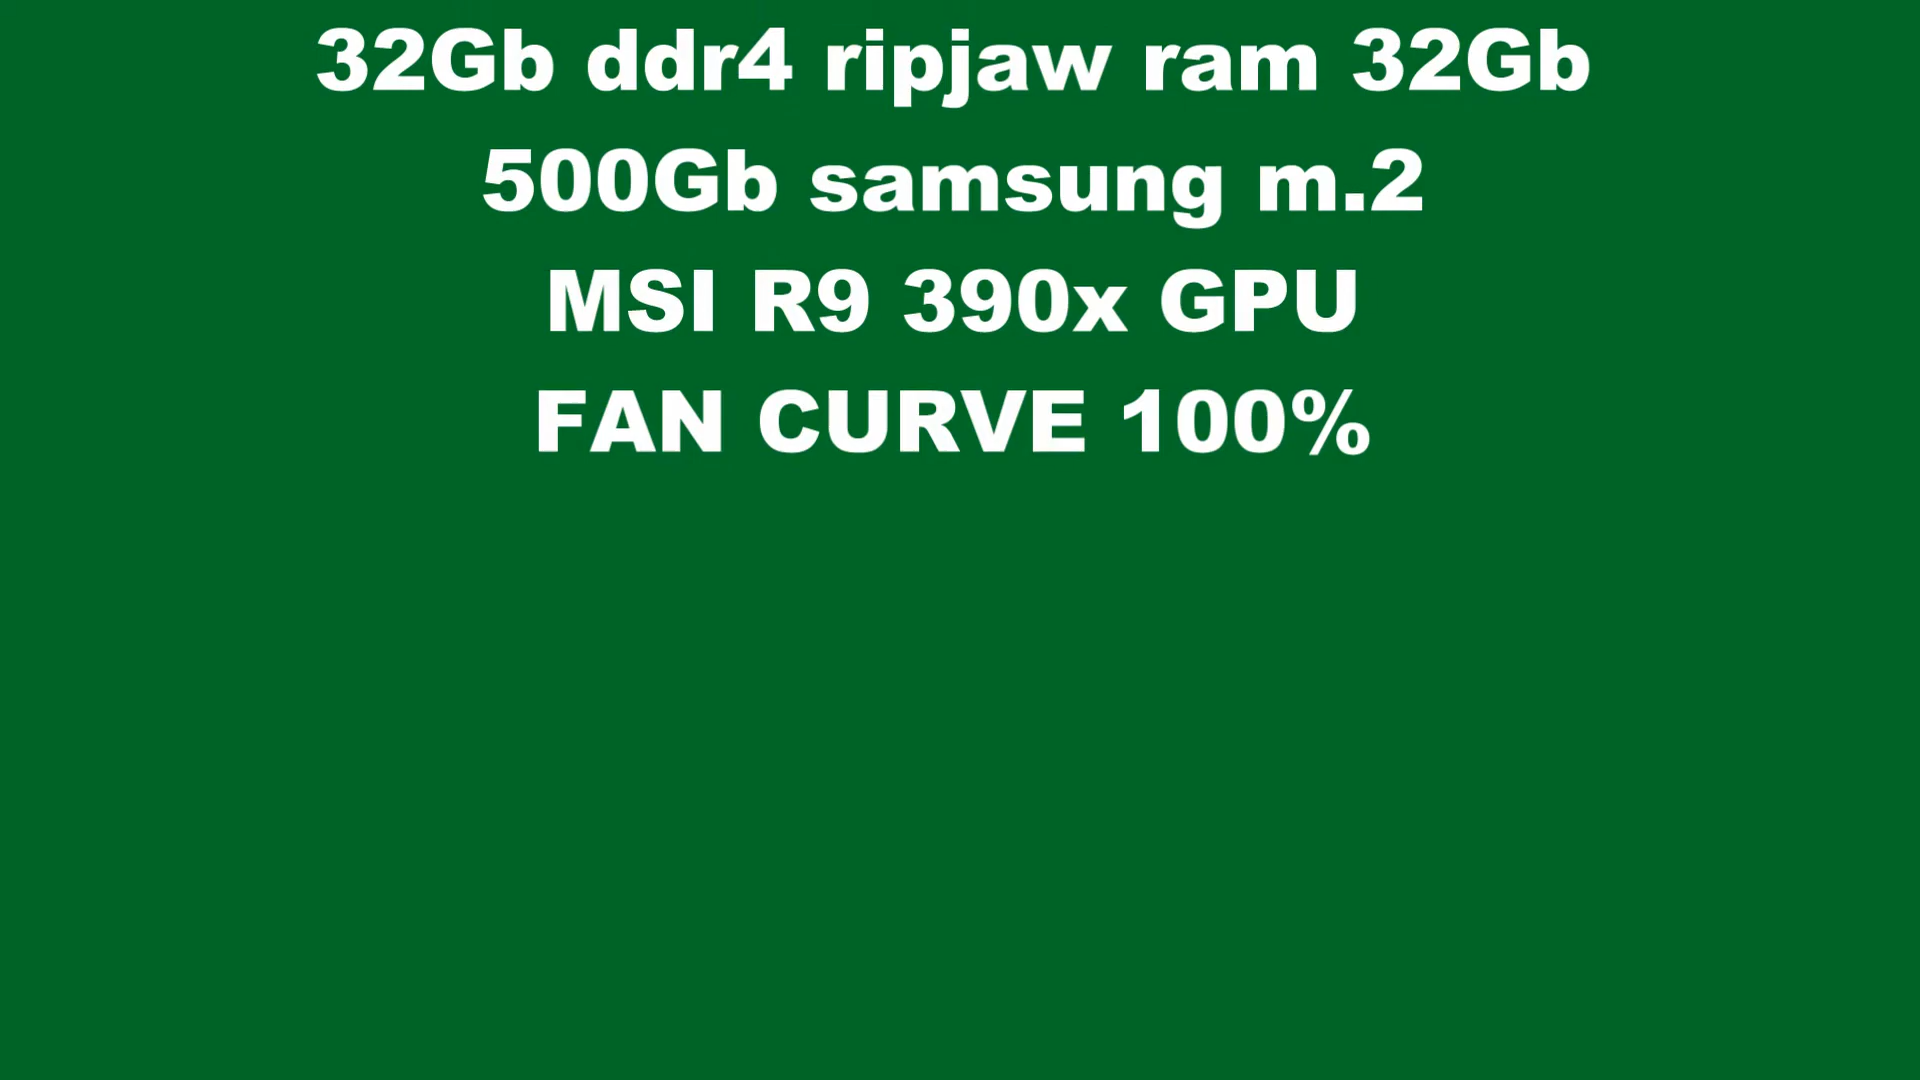 32Gb ddr4 ripjaw ram 32Gb
500Gb samsung m.2
MSI R9 390x GPU
FAN CURVE 100%